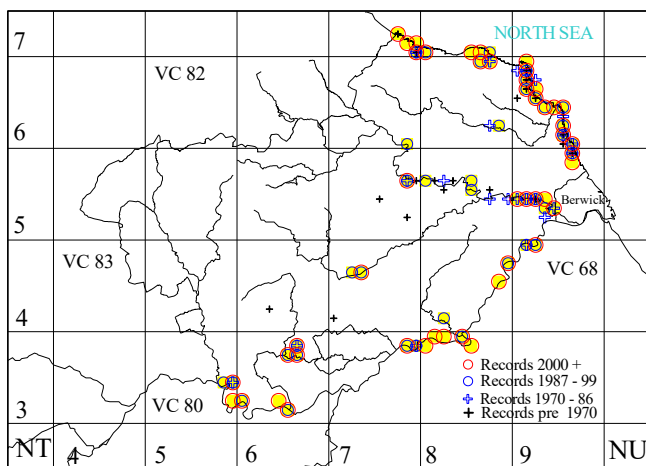 7
NORTH SEA
VC 82
6
Berwick
5
VC 83
VC 68
4
Records 2000 +
Records 1987 - 99
Records 1970 - 86
VC 80
Records pre 1970
3
NT 4 5 6 7 8 9 NU